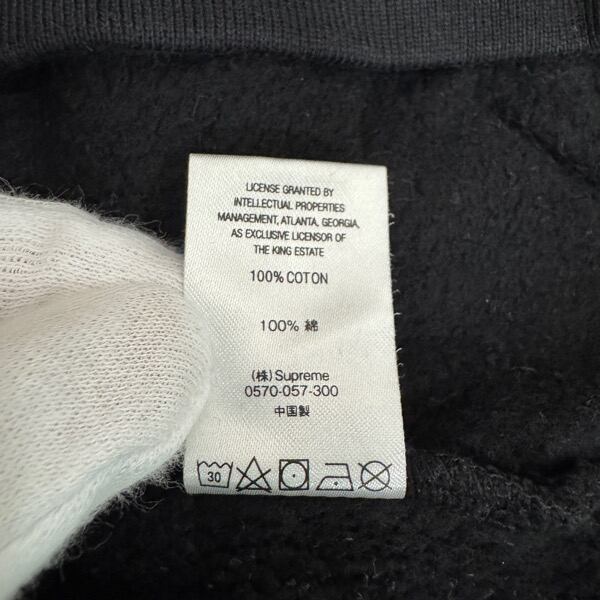 LICENSE GRANTED BY
INTELLECTUAL PROPERTIES
MANAGEMENT, ATLANTA, GEORGIA,
AS EXCLUSIVE LICENSOR OF
THE KING ESTATE
100% COTON
100% 綿
(株)Supreme
0570-057-300
中国製
30